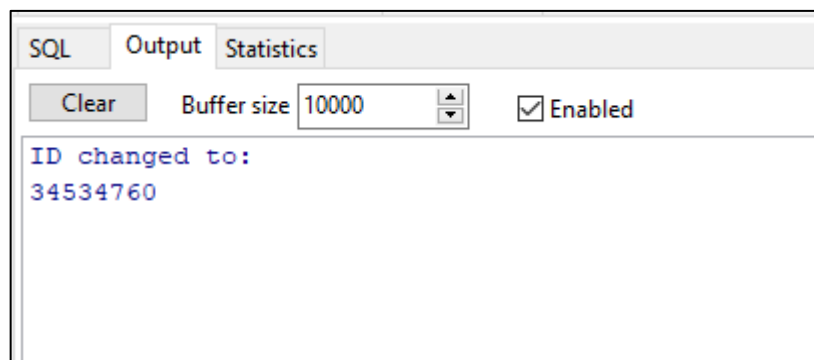 SQL Output Statistics
Clear Buffer size 10000 Enabled
ID changed to:
34534760